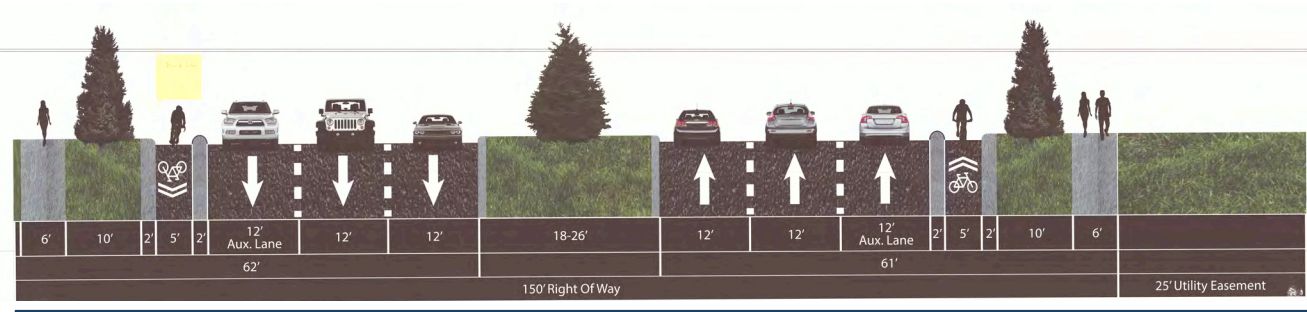 6' 10' 2' 5' 2' 12' 12' 12' 18-26' 12' 12' 12' 2' 5' 2' 10' 6'
Aux. Lane Aux. Lane
62' 61'
150' Right Of Way 25' Utility Easement